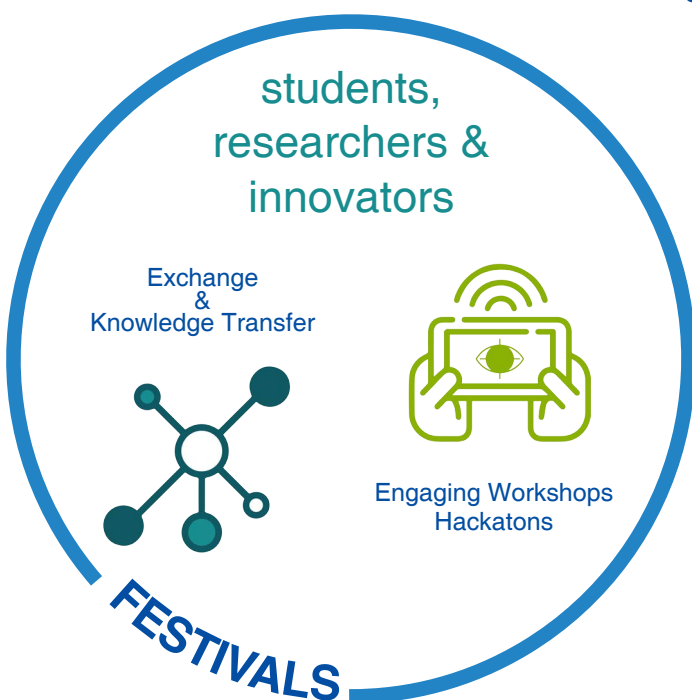 students,
researchers &
innovators
Exchange
&
Knowledge Transfer
Engaging Workshops
Hackatons
FESTIVALS